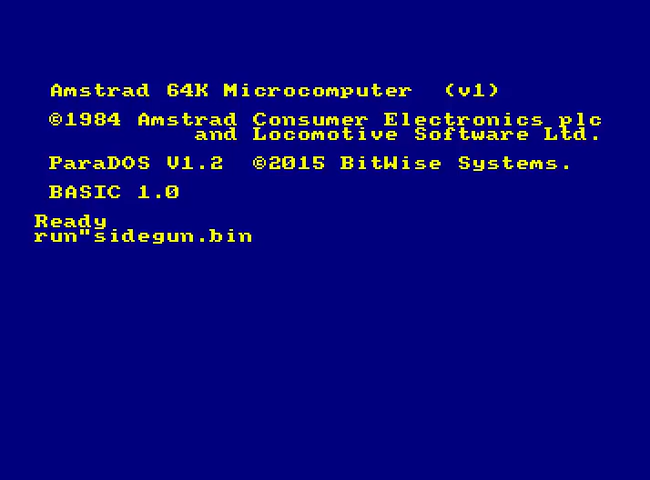 Amstrad 64K Microcomputer  (v1)
©1984 Amstrad Consumer Electronics plc
and Locomotive Software Ltd.
ParaDOS V1.2  ©2015 BitWise Systems.
BASIC 1.0
Ready
run"sidegun.bin